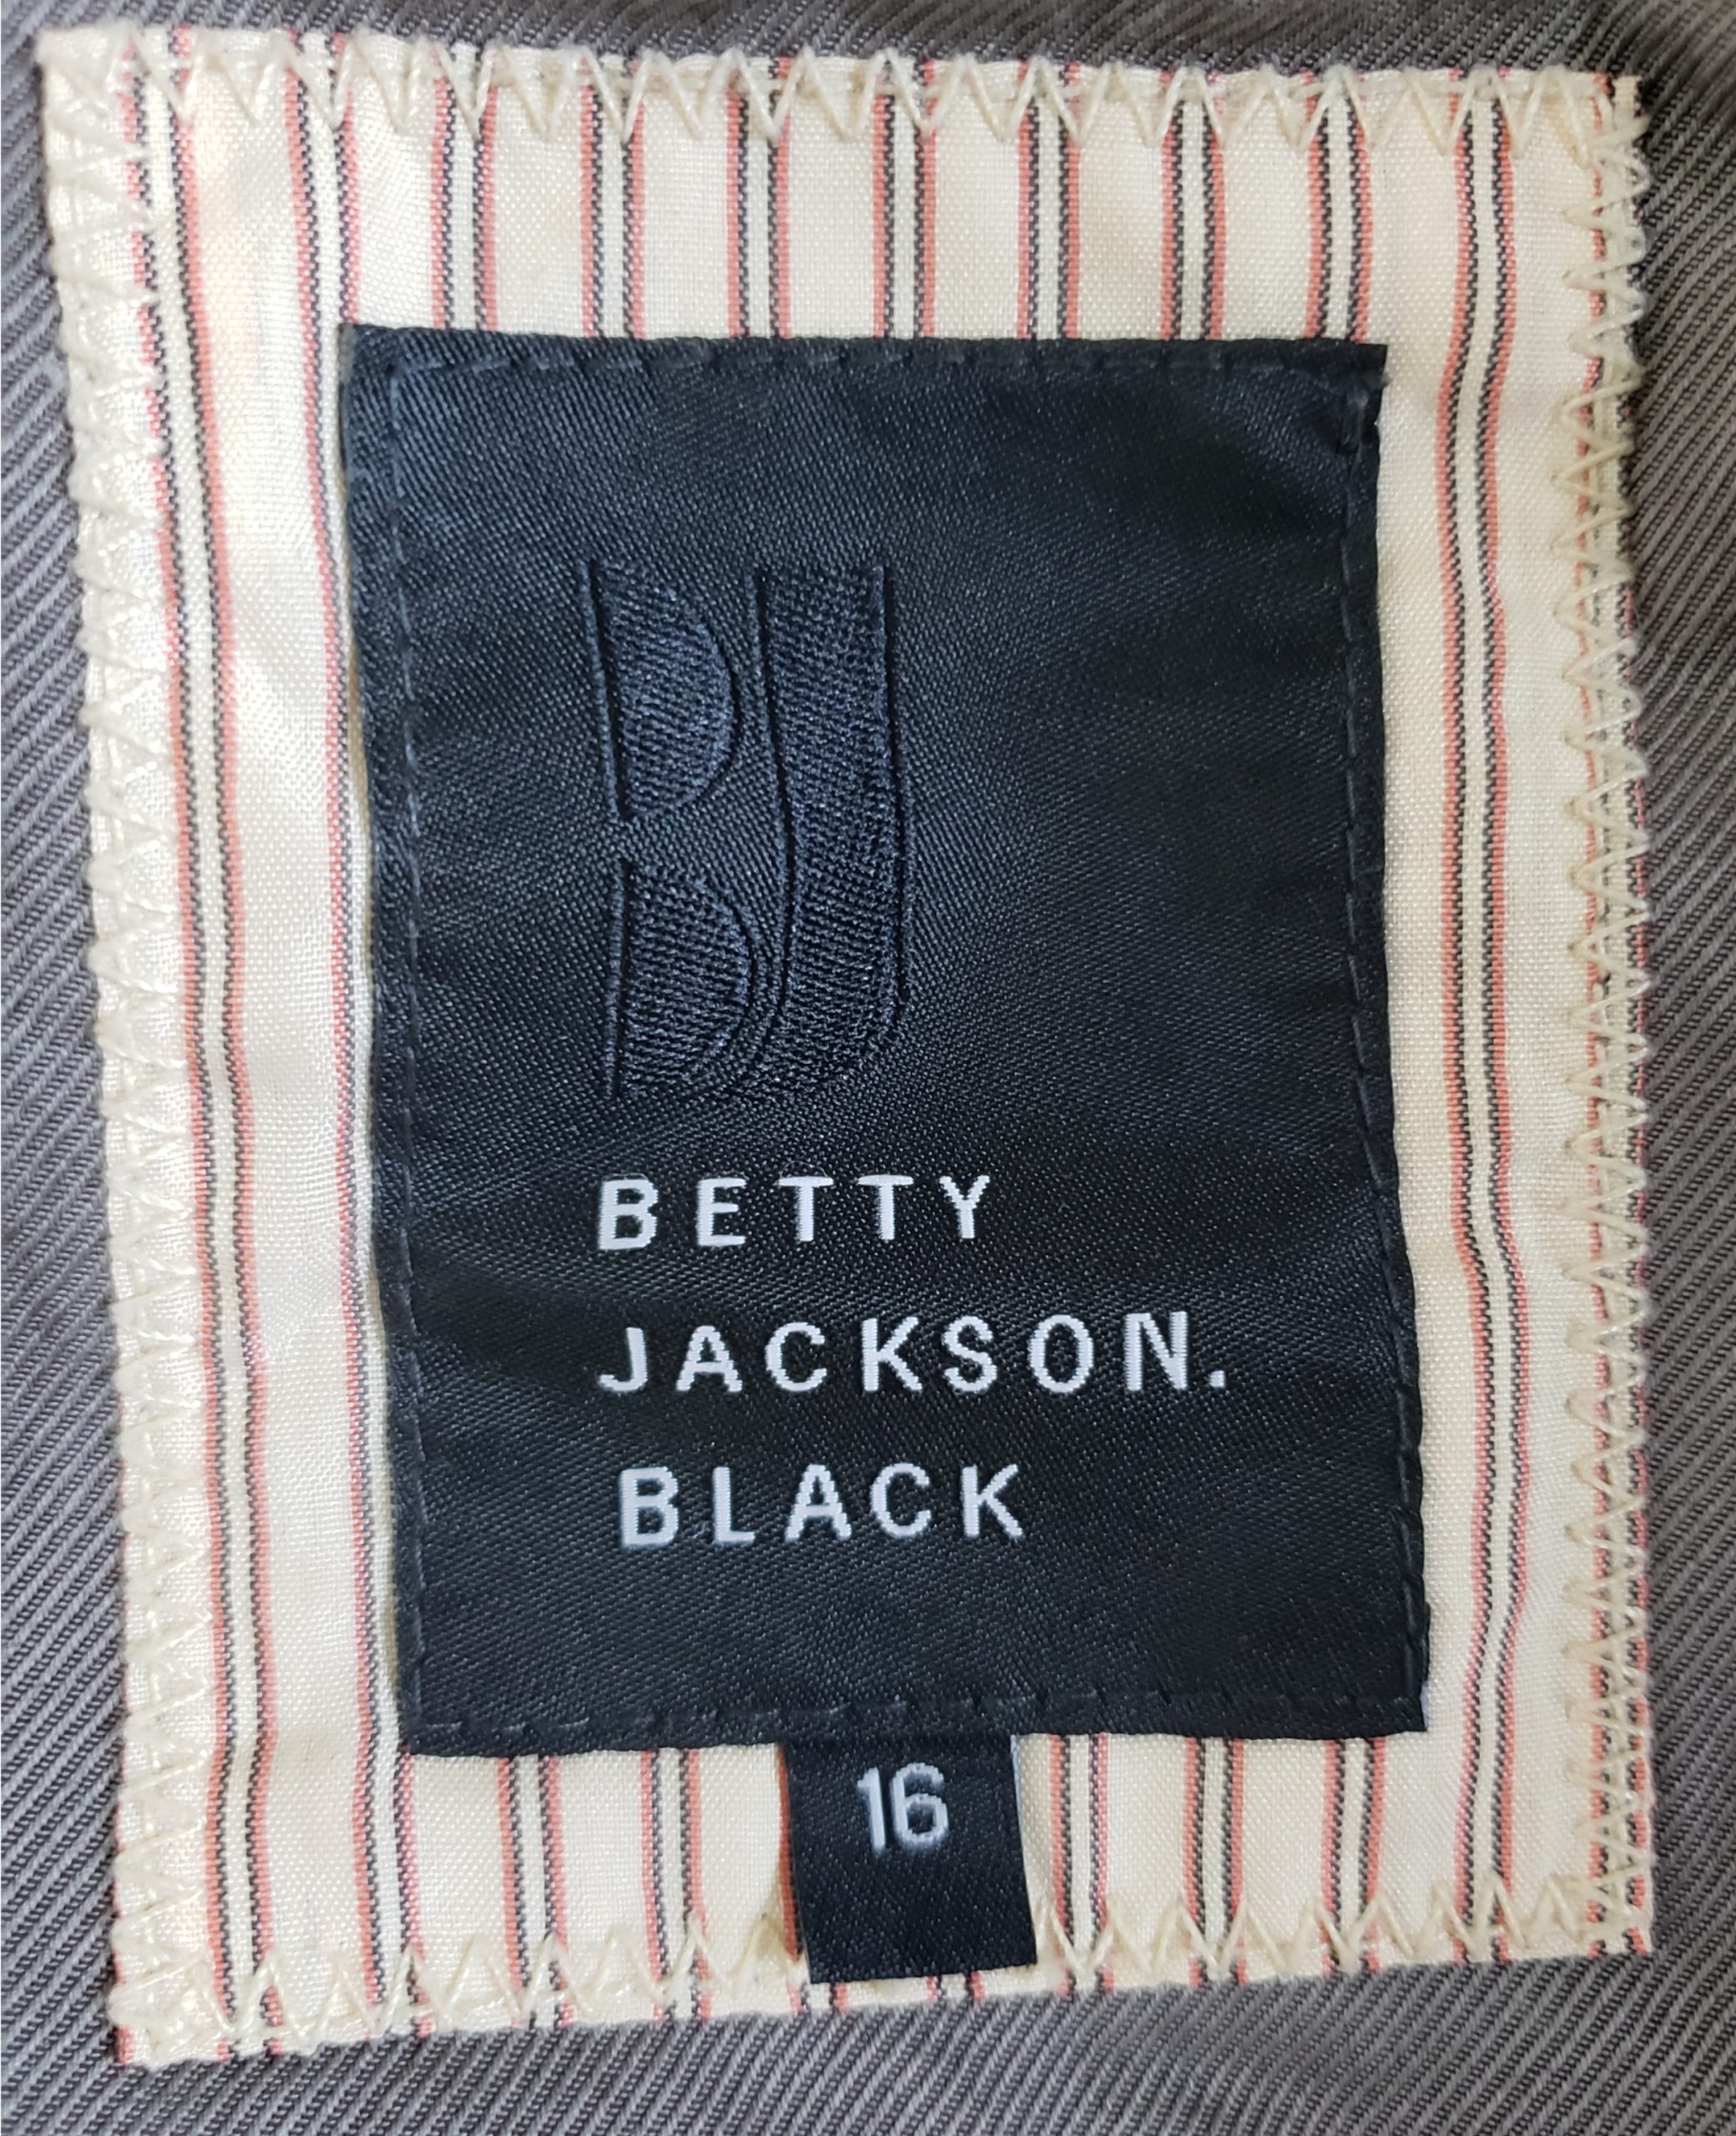 BJ
BETTY
JACKSON.
BLACK
16